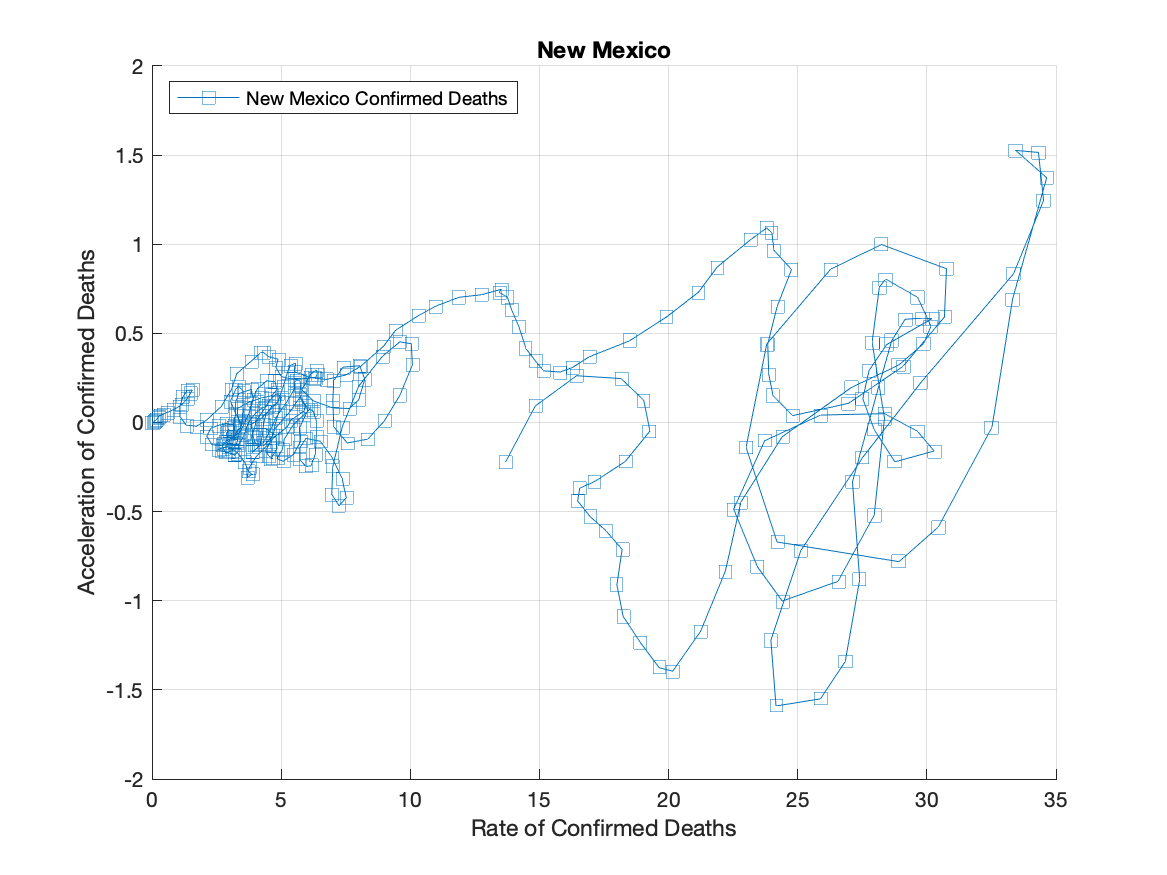 New Mexico
New Mexico Confirmed Deaths
2
1.5
1
0.5
0
-0.5
-1
-1.5
-2
Acceleration of Confirmed Deaths
0 5 10 15 20 25 30 35
Rate of Confirmed Deaths